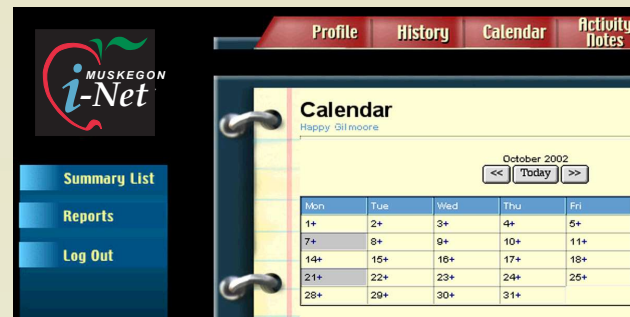 Profile
History
Calendar
Activity
Notes
MUSKEGON
i-Net
Summary List
Reports
Log Out
Calendar
Happy Gilmoore
October 2002
<< Today >>
Mon Tue Wed Thu Fri
1+ 2+ 3+ 4+ 5+
7+ 8+ 9+ 10+ 11+
14+ 15+ 16+ 17+ 18+
21+ 22+ 23+ 24+ 25+
28+ 29+ 30+ 31+